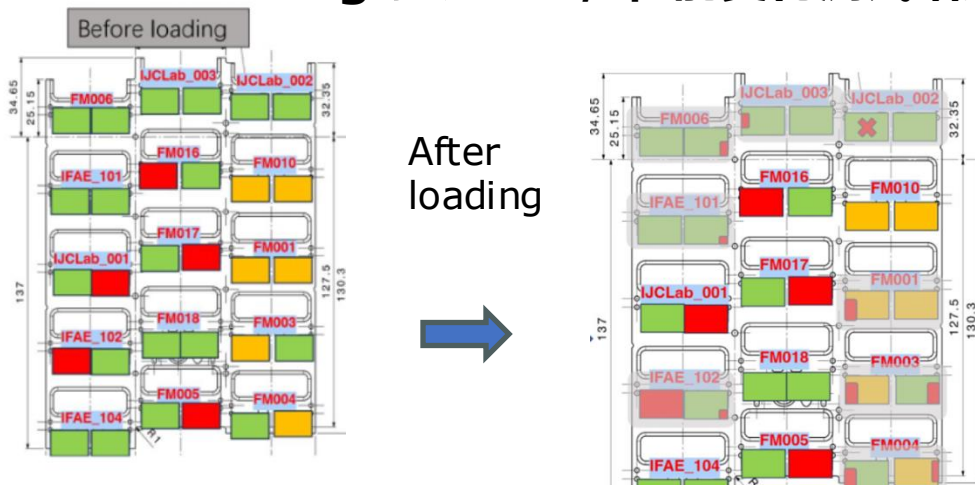 Before loading
IJCLab_003
IJCLab_002
FM006
34.65
25.15
32.35
FM016
FM010
IFAE_101
FM017
FM001
IJCLab_001
137
127.5
130.3
FM018
FM003
IFAE_102
FM005
FM004
IFAE_104
R1
After
loading
IJCLab_003
IJCLab_002
FM006
34.65
25.15
32.35
FM016
FM010
IFAE_101
FM017
FM001
IJCLab_001
137
127.5
130.3
FM018
FM003
IFAE_102
FM005
FM004
IFAE_104